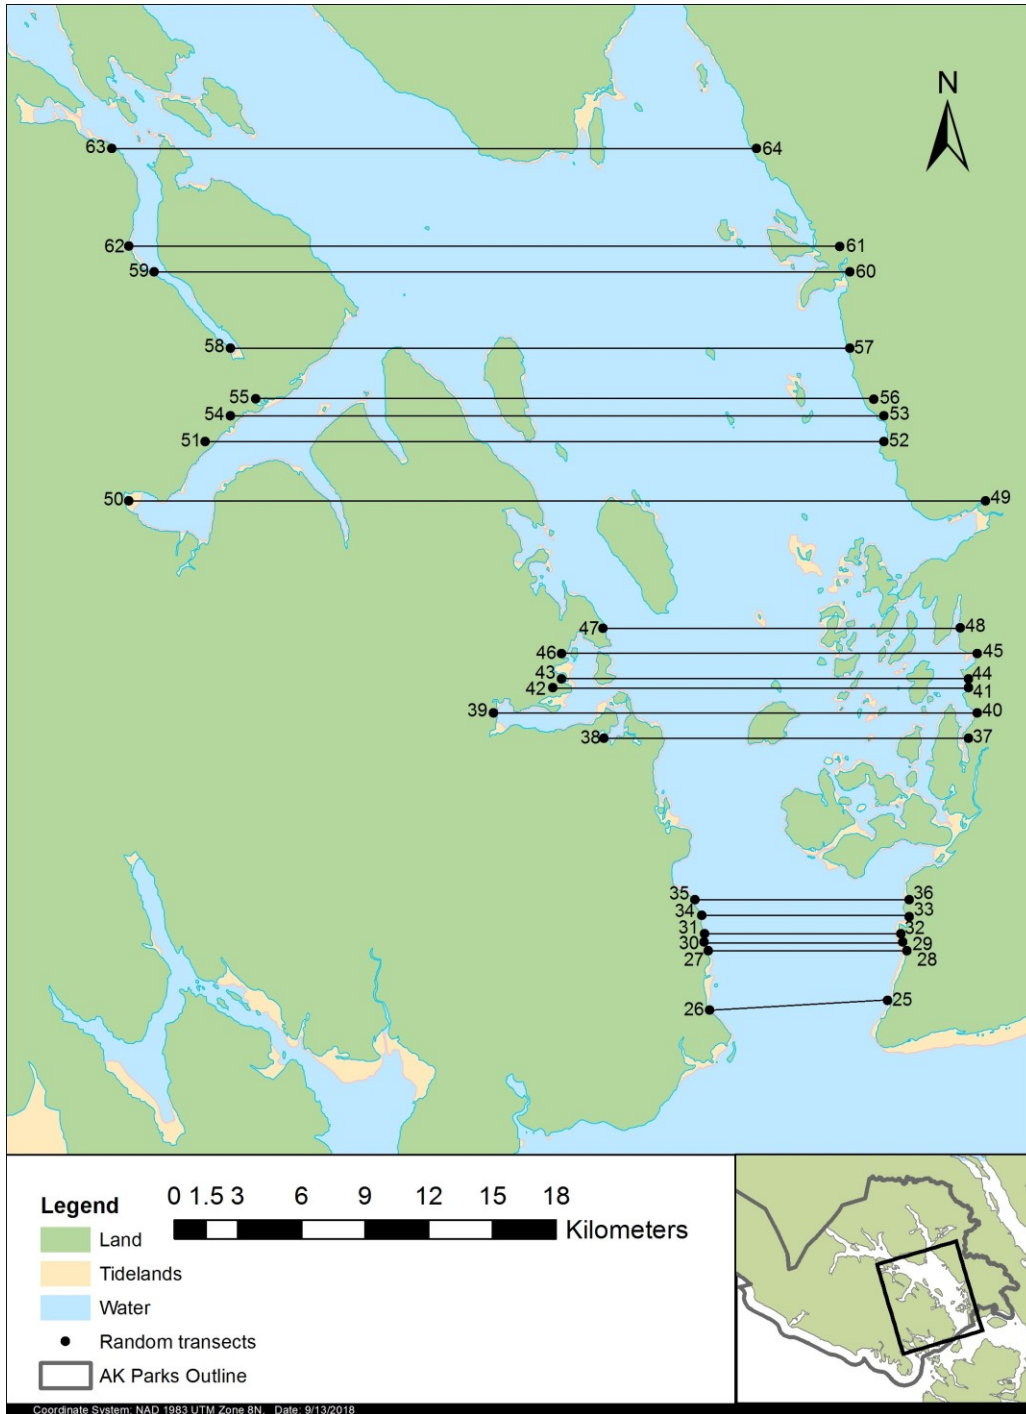 N
63 64
62 61
59 60
58 57
55 56
54 53
51 52
50 49
47 48
46 45
43 44
42 41
39 40
38 37
35 36
34 33
31 32
30 29
27 28
26 25
Legend
0 1.5 3 6 9 12 15 18
Kilometers
Land
Tidelands
Water
Random transects
AK Parks Outline
Coordinate System: NAD 1983 UTM Zone 8N. Date: 9/13/2018